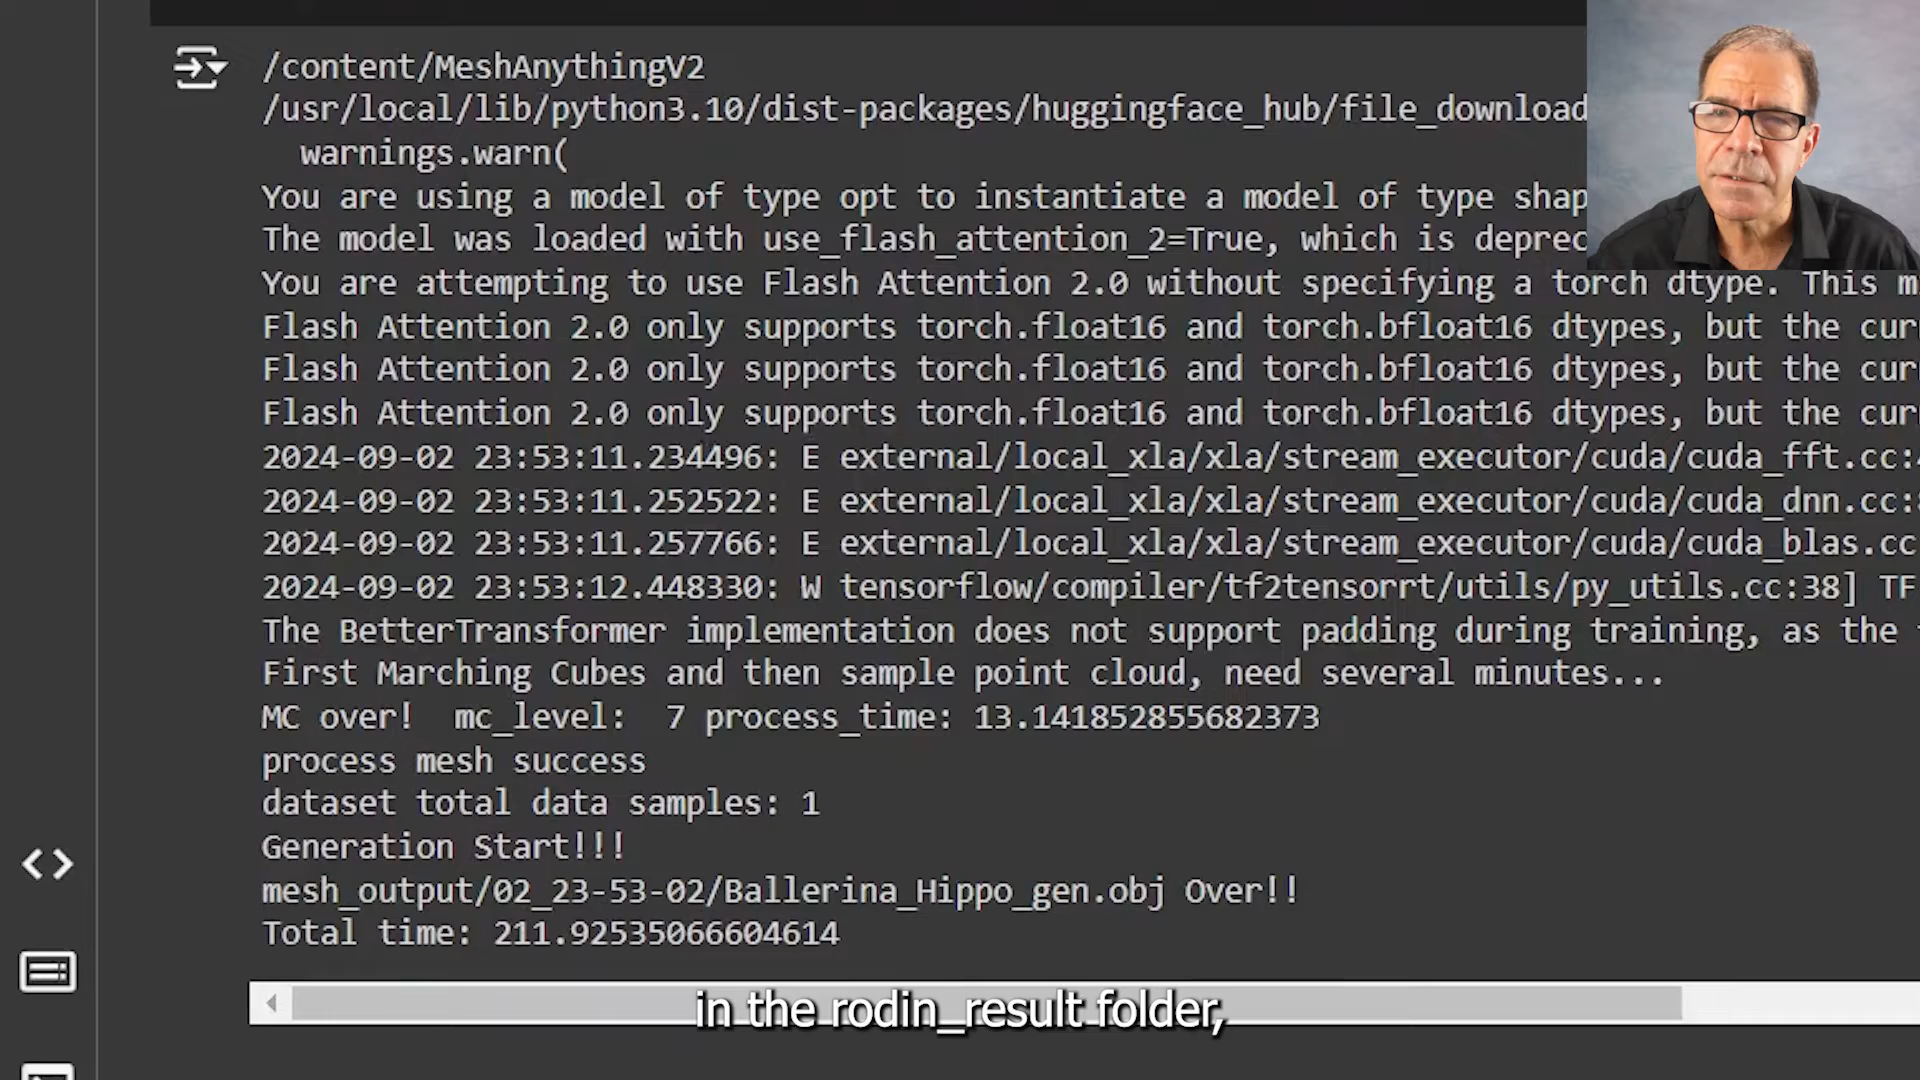 /content/MeshAnythingV2
/usr/local/lib/python3.10/dist-packages/huggingface_hub/file_download
warnings.warn(
You are using a model of type opt to instantiate a model of type shap
The model was loaded with use_flash_attention_2=True, which is deprec
You are attempting to use Flash Attention 2.0 without specifying a torch dtype. This m
Flash Attention 2.0 only supports torch.float16 and torch.bfloat16 dtypes, but the cur
Flash Attention 2.0 only supports torch.float16 and torch.bfloat16 dtypes, but the cur
Flash Attention 2.0 only supports torch.float16 and torch.bfloat16 dtypes, but the cur
2024-09-02 23:53:11.234496: E external/local_xla/xla/stream_executor/cuda/cuda_fft.cc:4
2024-09-02 23:53:11.252522: E external/local_xla/xla/stream_executor/cuda/cuda_dnn.cc:8
2024-09-02 23:53:11.257766: E external/local_xla/xla/stream_executor/cuda/cuda_blas.cc
2024-09-02 23:53:12.448330: W tensorflow/compiler/tf2tensorrt/utils/py_utils.cc:38] TF
The BetterTransformer implementation does not support padding during training, as the
First Marching Cubes and then sample point cloud, need several minutes...
MC over!  mc_level:  7 process_time: 13.141852855682373
process mesh success
dataset total data samples: 1
Generation Start!!!
mesh_output/02_23-53-02/Ballerina_Hippo_gen.obj Over!!
Total time: 211.92535066604614
in the rodin_result folder,